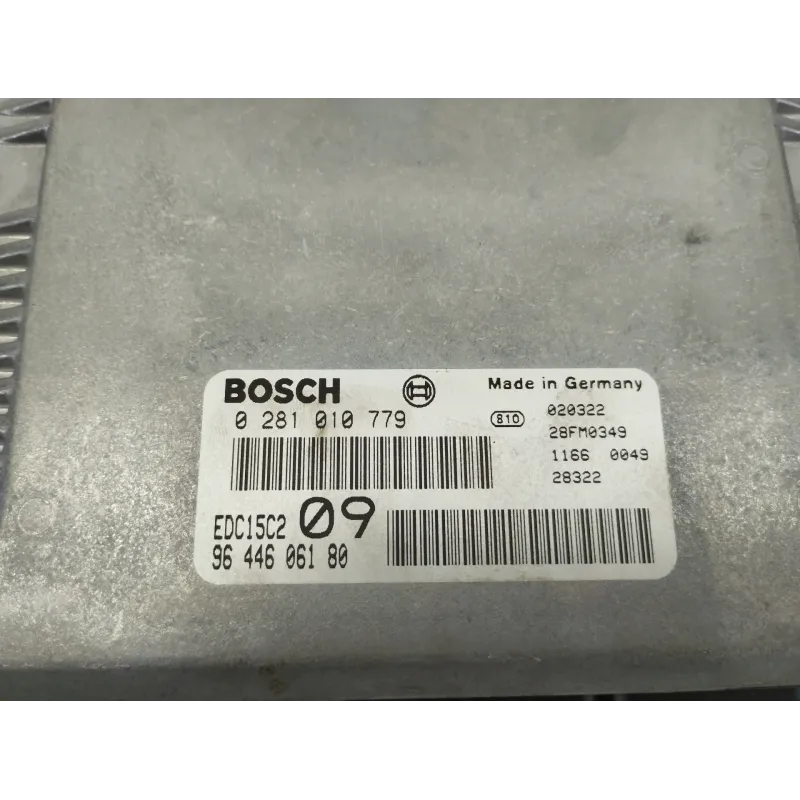 BOSCH
Made in Germany
0 281 010 779
B10
020322
28FM0349
1166 0049
28322
EDC15C2 09
96 446 061 80